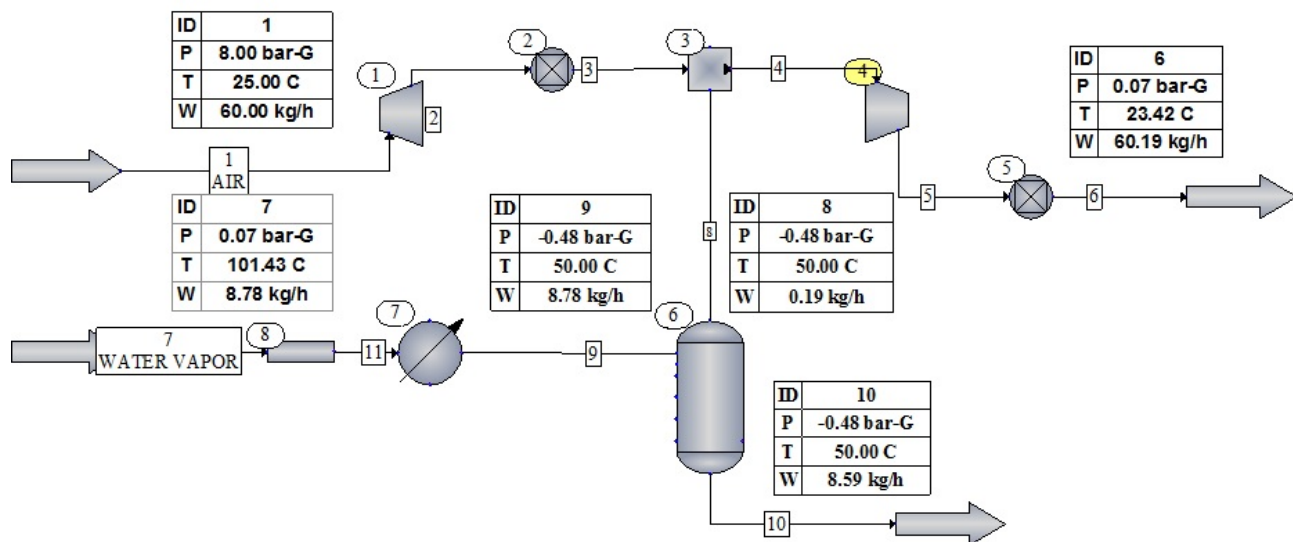 ID 1
P 8.00 bar-G
T 25.00 C
W 60.00 kg/h
1
2
2
3
3
4
4
ID 6
P 0.07 bar-G
T 23.42 C
W 60.19 kg/h
1
AIR
5
5
6
ID 7
P 0.07 bar-G
T 101.43 C
W 8.78 kg/h
ID 9
P -0.48 bar-G
T 50.00 C
W 8.78 kg/h
8
ID 8
P -0.48 bar-G
T 50.00 C
W 0.19 kg/h
7
WATER VAPOR
8
11
7
9
6
ID 10
P -0.48 bar-G
T 50.00 C
W 8.59 kg/h
10